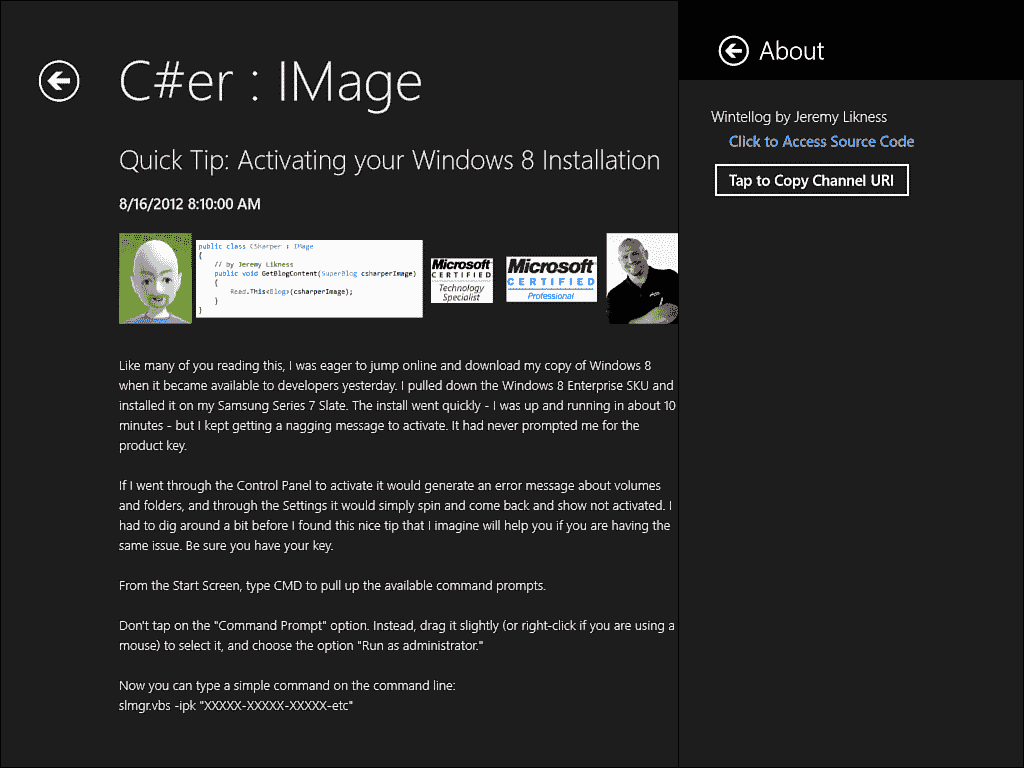 C#er : IMage
Quick Tip: Activating your Windows 8 Installation
8/16/2012 8:10:00 AM
public class CSharper : IMage
{
// by Jeremy Likness
public void GetBlogContent(SuperBlog csharperImage)
{
Read.This<Blog>(csharperImage);
}
}
Microsoft
CERTIFIED
Technology
Specialist
Microsoft
CERTIFIED
Professional
Like many of you reading this, I was eager to jump online and download my copy of Windows 8
when it became available to developers yesterday. I pulled down the Windows 8 Enterprise SKU and
installed it on my Samsung Series 7 Slate. The install went quickly - I was up and running in about 10
minutes - but I kept getting a nagging message to activate. It had never prompted me for the
product key.
If I went through the Control Panel to activate it would generate an error message about volumes
and folders, and through the Settings it would simply spin and come back and show not activated. I
had to dig around a bit before I found this nice tip that I imagine will help you if you are having the
same issue. Be sure you have your key.
From the Start Screen, type CMD to pull up the available command prompts.
Don't tap on the "Command Prompt" option. Instead, drag it slightly (or right-click if you are using a
mouse) to select it, and choose the option "Run as administrator."
Now you can type a simple command on the command line:
slmgr.vbs -ipk "XXXXX-XXXXX-XXXXX-etc"
About
Wintellog by Jeremy Likness
Click to Access Source Code
Tap to Copy Channel URI